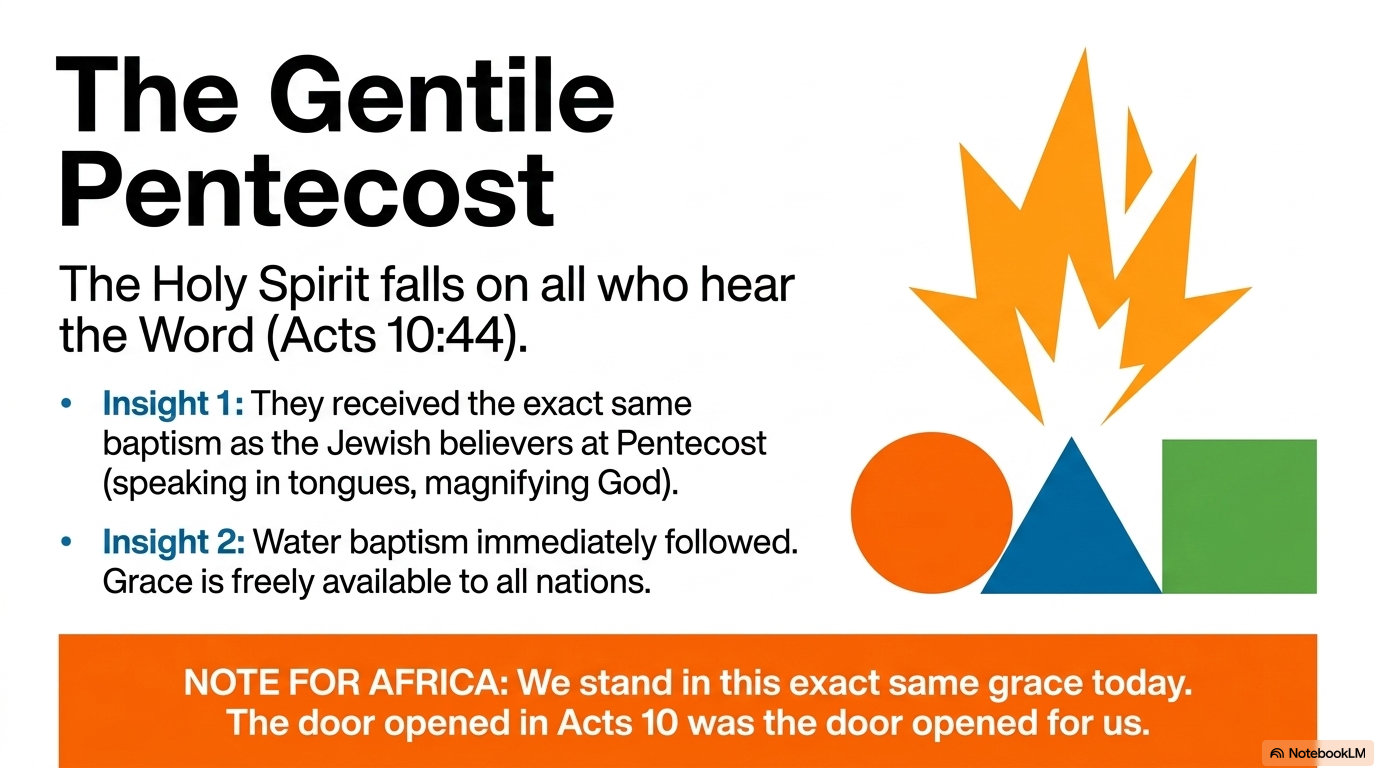 The Gentile
Pentecost
The Holy Spirit falls on all who hear
the Word (Acts 10:44).
• Insight 1: They received the exact same
baptism as the Jewish believers at Pentecost
(speaking in tongues, magnifying God).
• Insight 2: Water baptism immediately followed.
Grace is freely available to all nations.
NOTE FOR AFRICA: We stand in this exact same grace today.
The door opened in Acts 10 was the door opened for us.
NotebookLM